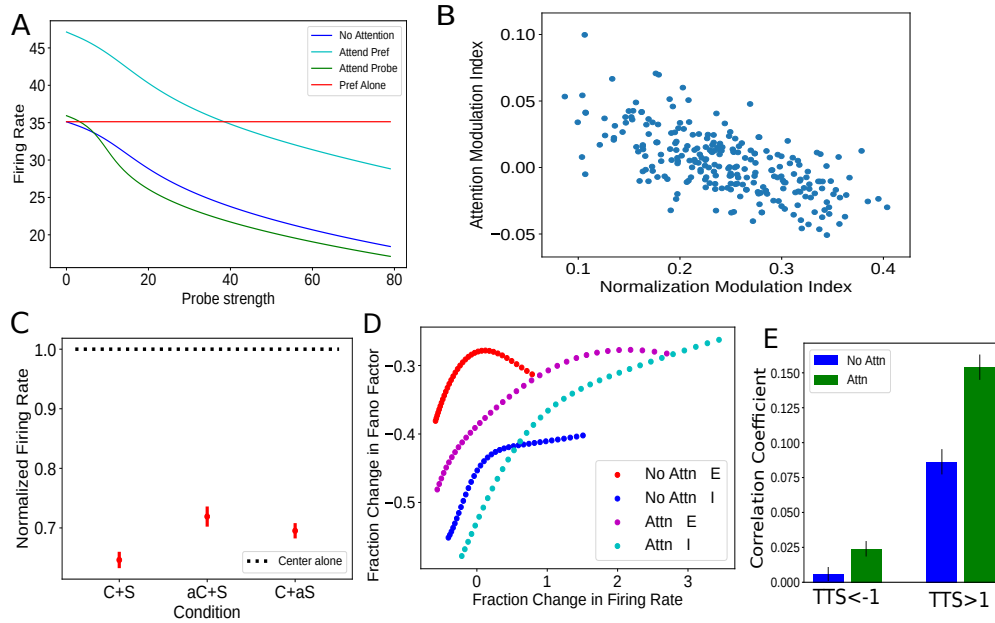 A
Firing Rate
45
40
35
30
25
20
0
20
40
60
80
Probe strength
No Attention
Attend Pref
Attend Probe
Pref Alone
B
Attention Modulation Index
0.10
0.05
0.00
−0.05
0.1
0.2
0.3
0.4
Normalization Modulation Index
C
Normalized Firing Rate
1.0
0.9
0.8
0.7
C+S
aC+S
C+aS
Condition
Center alone
D
Fraction Change in Fano Factor
−0.3
−0.4
−0.5
0
1
2
3
Fraction Change in Firing Rate
No Attn E
No Attn I
Attn E
Attn I
E
Correlation Coefficient
0.150
0.125
0.100
0.075
0.050
0.025
0.000
TTS<-1
TTS>1
No Attn
Attn